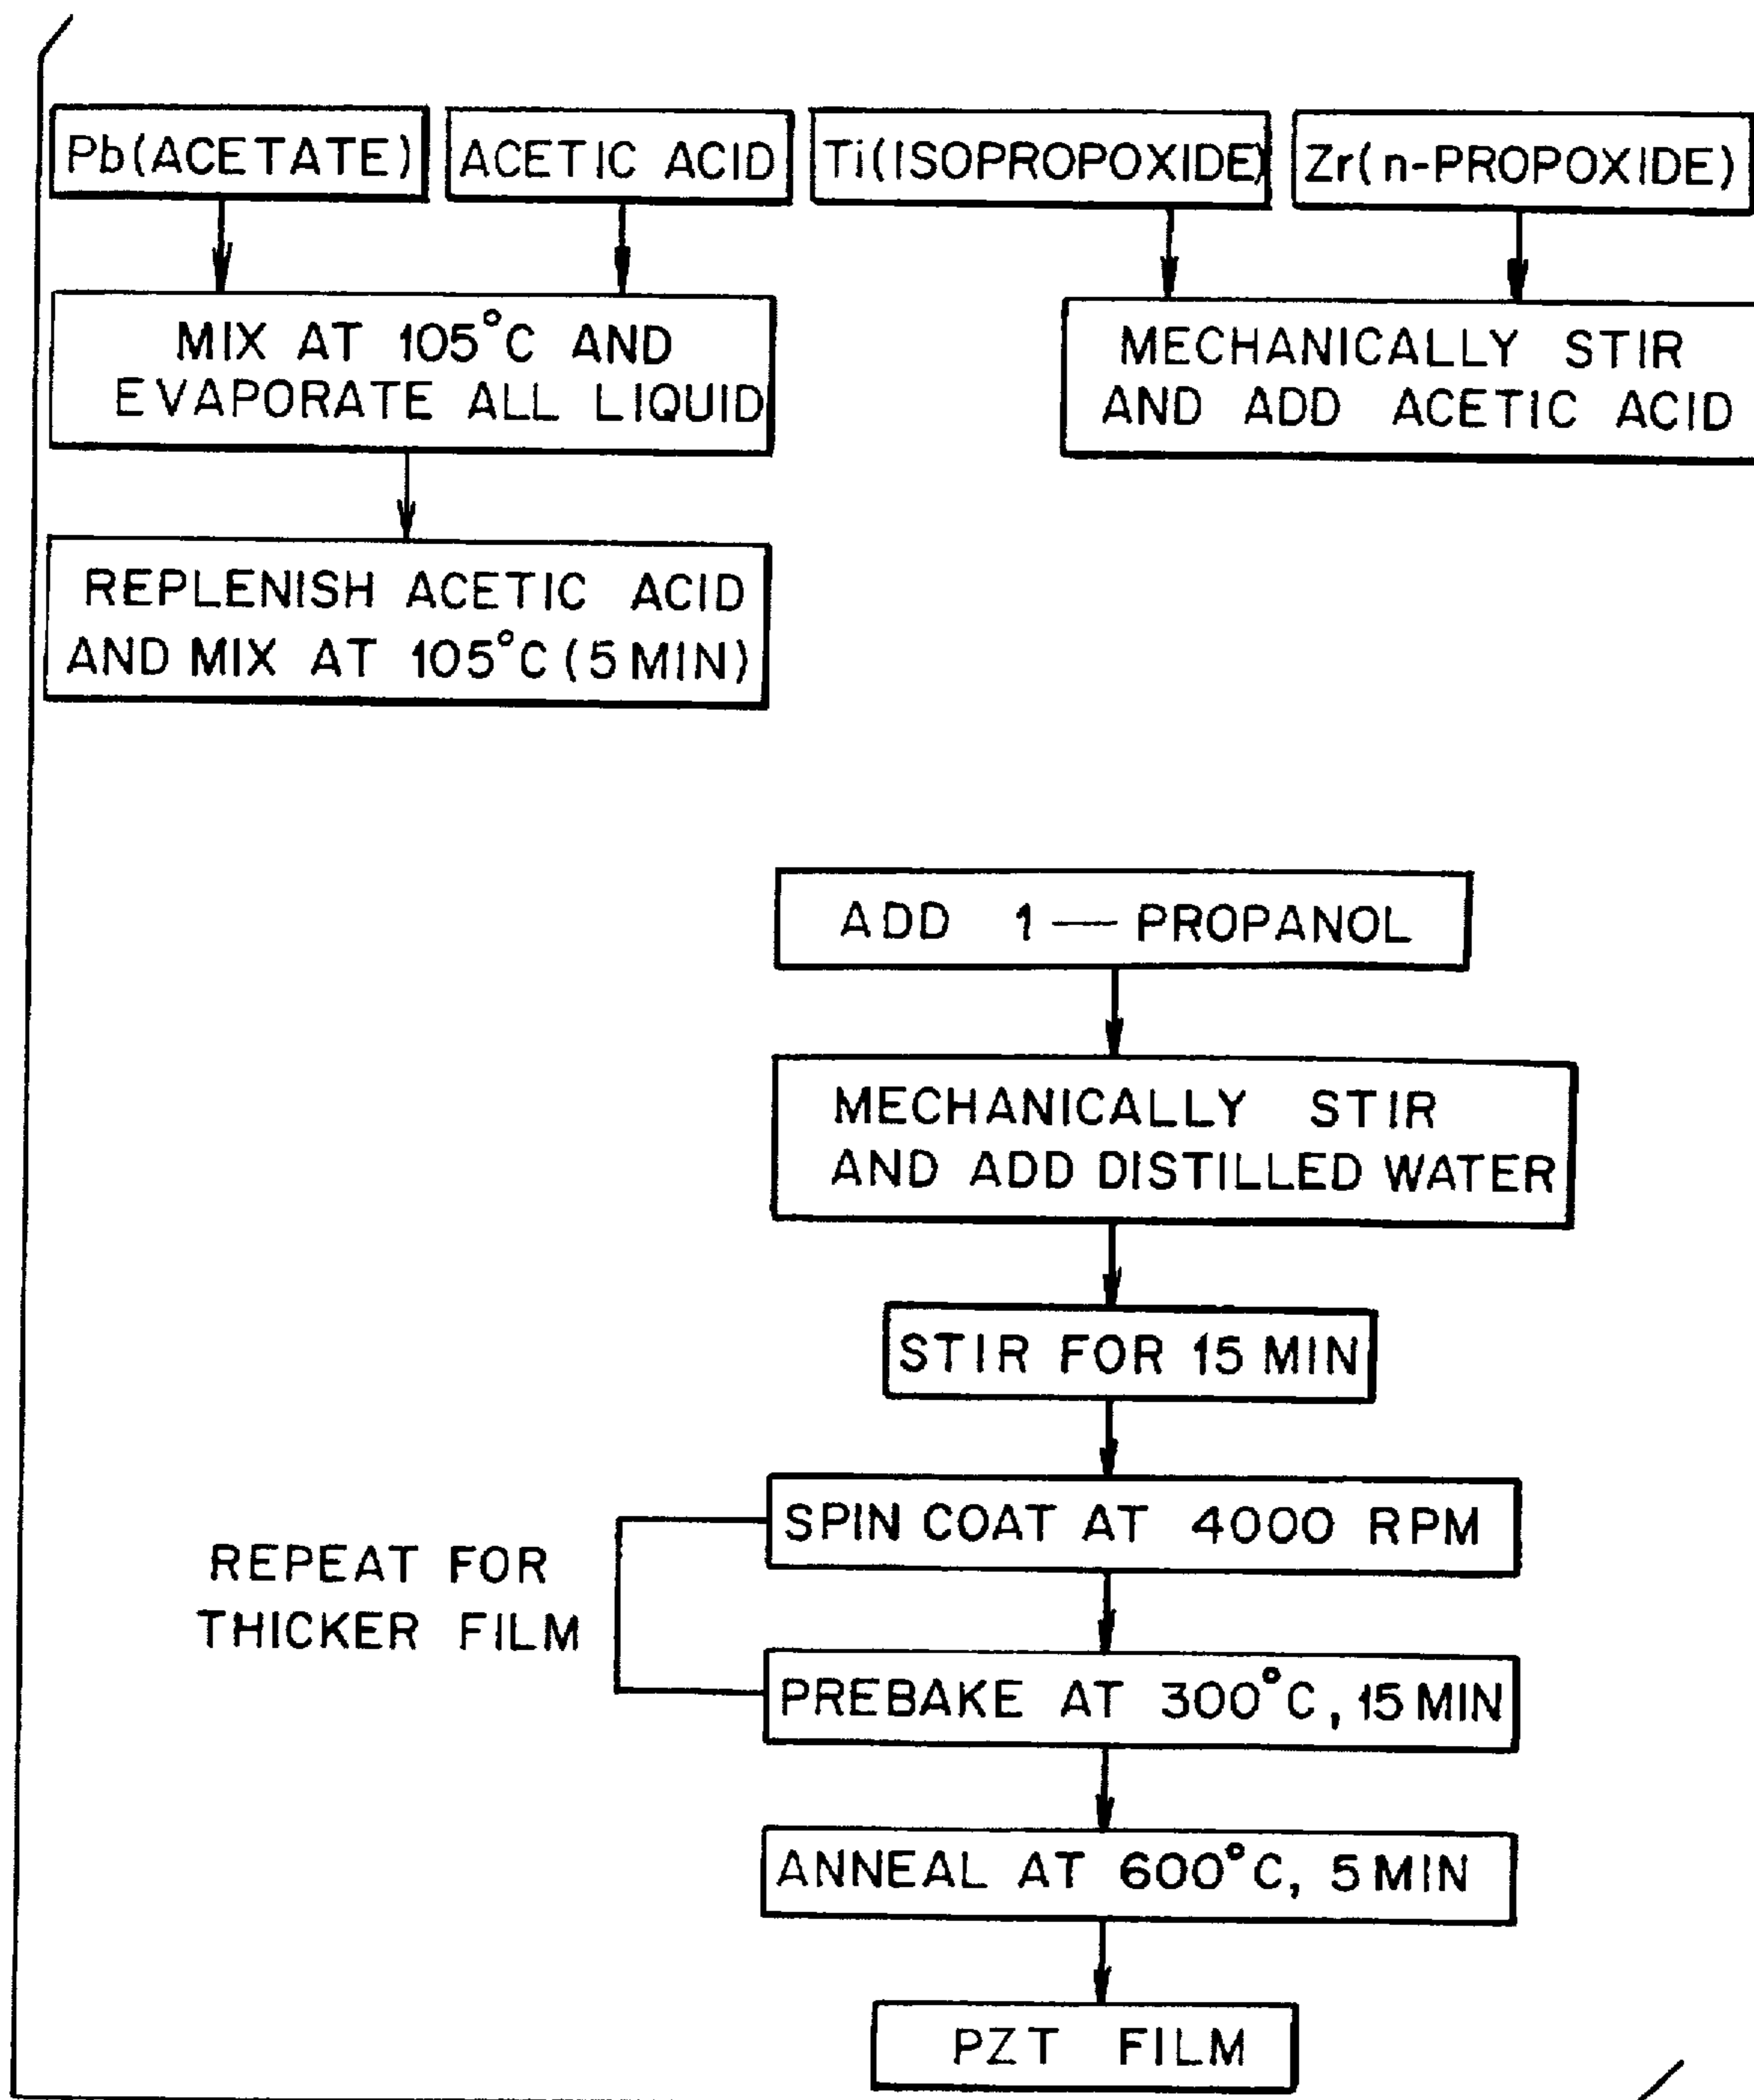 Pb(ACETATE)
ACETIC ACID
Ti(ISOPROPOXIDE)
Zr(n-PROPOXIDE)
MIX AT 105°C AND
EVAPORATE ALL LIQUID
MECHANICALLY STIR
AND ADD ACETIC ACID
REPLENISH ACETIC ACID
AND MIX AT 105°C (5 MIN)
ADD 1 — PROPANOL
MECHANICALLY STIR
AND ADD DISTILLED WATER
STIR FOR 15 MIN
SPIN COAT AT 4000 RPM
REPEAT FOR
THICKER FILM
PREBAKE AT 300°C, 15 MIN
ANNEAL AT 600°C, 5 MIN
PZT FILM